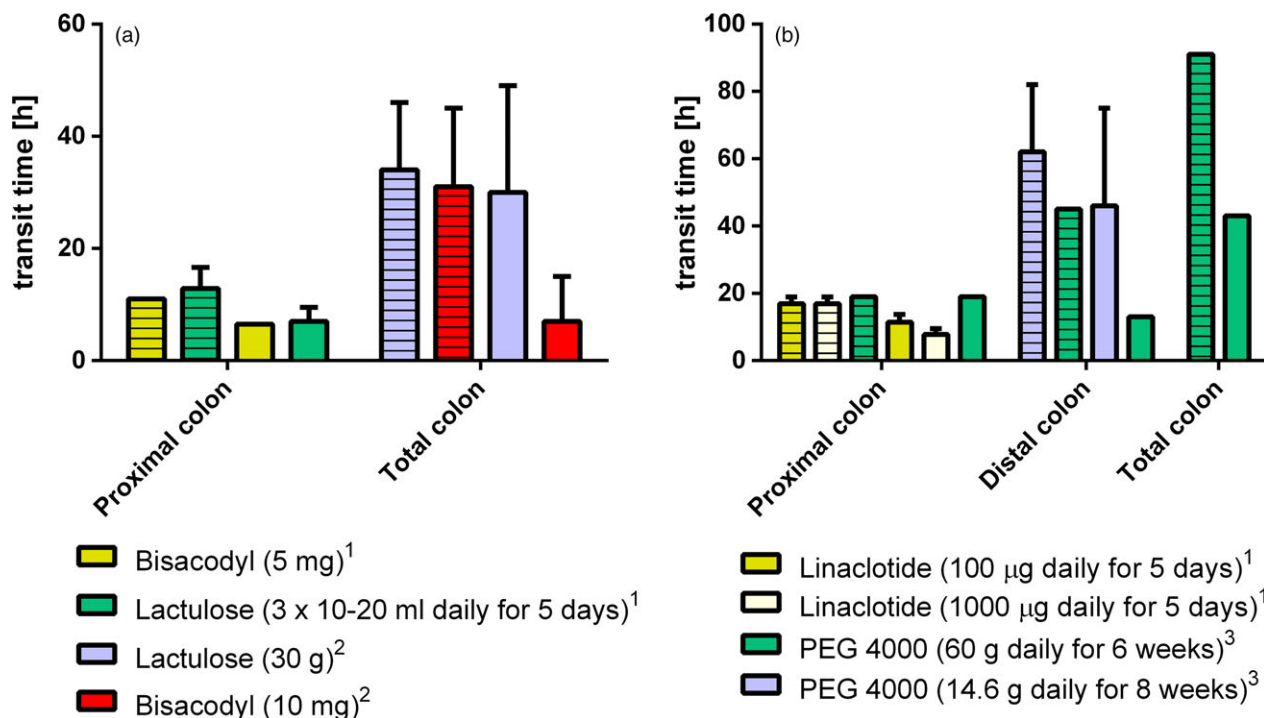 (a)
transit time [h]
60
40
20
0
Proximal colon
Total colon
Bisacodyl (5 mg)1
Lactulose (3 x 10-20 ml daily for 5 days)1
Lactulose (30 g)2
Bisacodyl (10 mg)2
(b)
transit time [h]
100
80
60
40
20
0
Proximal colon
Distal colon
Total colon
Linaclotide (100 μg daily for 5 days)1
Linaclotide (1000 μg daily for 5 days)1
PEG 4000 (60 g daily for 6 weeks)3
PEG 4000 (14.6 g daily for 8 weeks)3